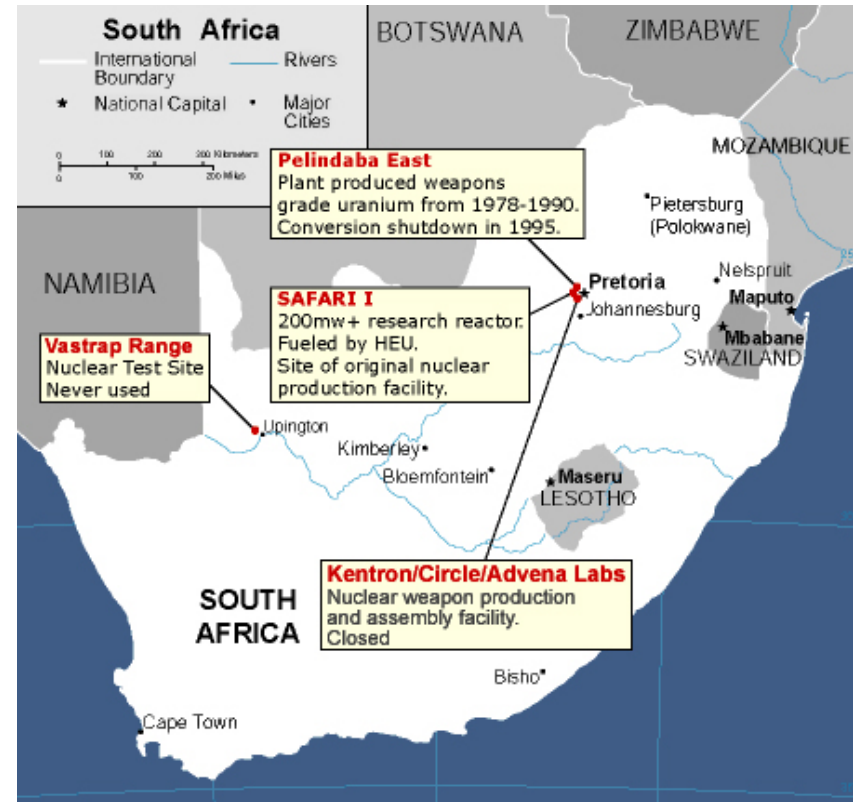 South Africa
International
Boundary
Rivers
★ National Capital
• Major
Cities
0 100 200 300 Kilometers
0 100 200 Miles
BOTSWANA
ZIMBABWE
MOZAMBIQUE
Pelindaba East
Plant produced weapons
grade uranium from 1978-1990.
Conversion shutdown in 1995.
Pietersburg
(Polokwane)
NAMIBIA
Nelspruit
Pretoria
Maputo
Johannesburg
Mbabane
SWAZILAND
SAFARI I
200mw+ research reactor.
Fueled by HEU.
Site of original nuclear
production facility.
Vastrap Range
Nuclear Test Site
Never used
Upington
Kimberley
Bloemfontein
Maseru
LESOTHO
Kentron/Circle/Advena Labs
Nuclear weapon production
and assembly facility.
Closed
SOUTH
AFRICA
Bisho
Cape Town